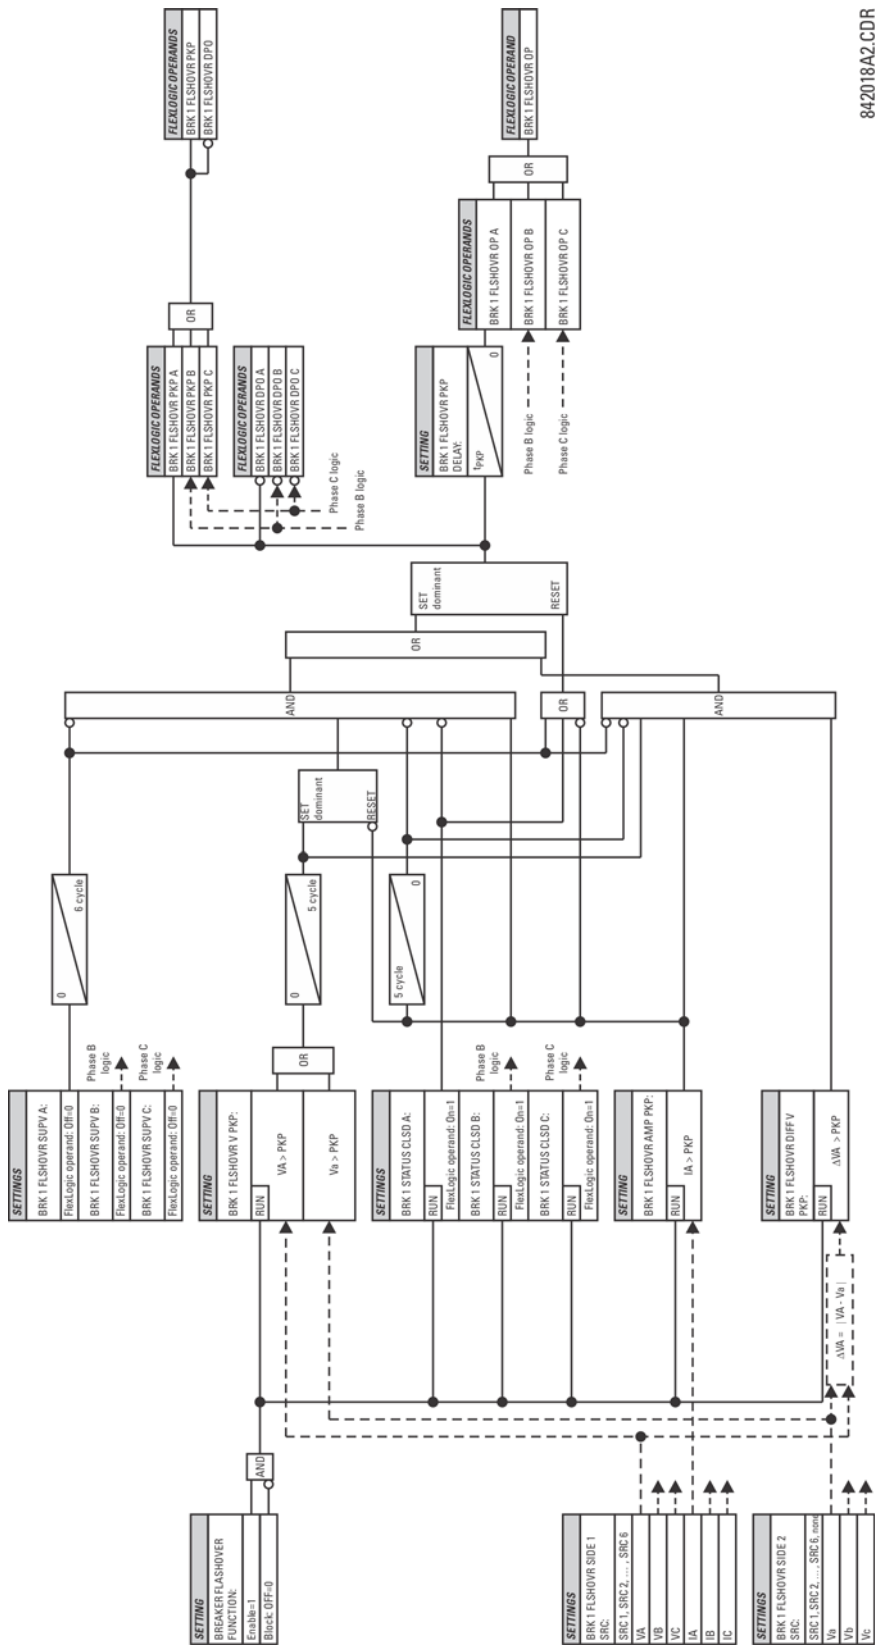 SETTING
BREAKER FLASHOVER
FUNCTION:
Enable=1
Block: OFF=0
AND
SETTINGS
BRK 1 FLSHOVR SIDE 1
SRC:
SRC 1, SRC 2, ... , SRC 6
VA
VB
VC
IA
IB
IC
SETTINGS
BRK 1 FLSHOVR SIDE 2
SRC:
SRC 1, SRC 2, ... , SRC 6, none
Va
Vb
Vc
ΔVA = | VA - Va |
SETTINGS
BRK 1 FLSHOVR SUPV A:
FlexLogic operand: Off=0
BRK 1 FLSHOVR SUPV B:
FlexLogic operand: Off=0
BRK 1 FLSHOVR SUPV C:
FlexLogic operand: Off=0
Phase B
logic
Phase C
logic
SETTING
BRK 1 FLSHOVR V PKP:
RUN
VA > PKP
Va > PKP
OR
SETTINGS
BRK 1 STATUS CLSD A:
RUN
FlexLogic operand: On=1
BRK 1 STATUS CLSD B:
RUN
FlexLogic operand: On=1
BRK 1 STATUS CLSD C:
RUN
FlexLogic operand: On=1
Phase B
logic
Phase C
logic
SETTING
BRK 1 FLSHOVR AMP PKP:
RUN
IA > PKP
SETTING
BRK 1 FLSHOVR DIFF V
PKP:
RUN
ΔVA > PKP
0
6 cycle
0
5 cycle
5 cycle
0
SET
dominant
RESET
AND
OR
AND
OR
SET
dominant
RESET
FLEXLOGIC OPERANDS
BRK 1 FLSHOVR PKP A
BRK 1 FLSHOVR PKP B
BRK 1 FLSHOVR PKP C
FLEXLOGIC OPERANDS
BRK 1 FLSHOVR DPO A
BRK 1 FLSHOVR DPO B
BRK 1 FLSHOVR DPO C
Phase C logic
Phase B logic
OR
FLEXLOGIC OPERANDS
BRK 1 FLSHOVR PKP
BRK 1 FLSHOVR DPO
SETTING
BRK 1 FLSHOVR PKP
DELAY:
tPKP
0
Phase B logic
Phase C logic
FLEXLOGIC OPERANDS
BRK 1 FLSHOVR OP A
BRK 1 FLSHOVR OP B
BRK 1 FLSHOVR OP C
OR
FLEXLOGIC OPERAND
BRK 1 FLSHOVR OP
842018A2.CDR